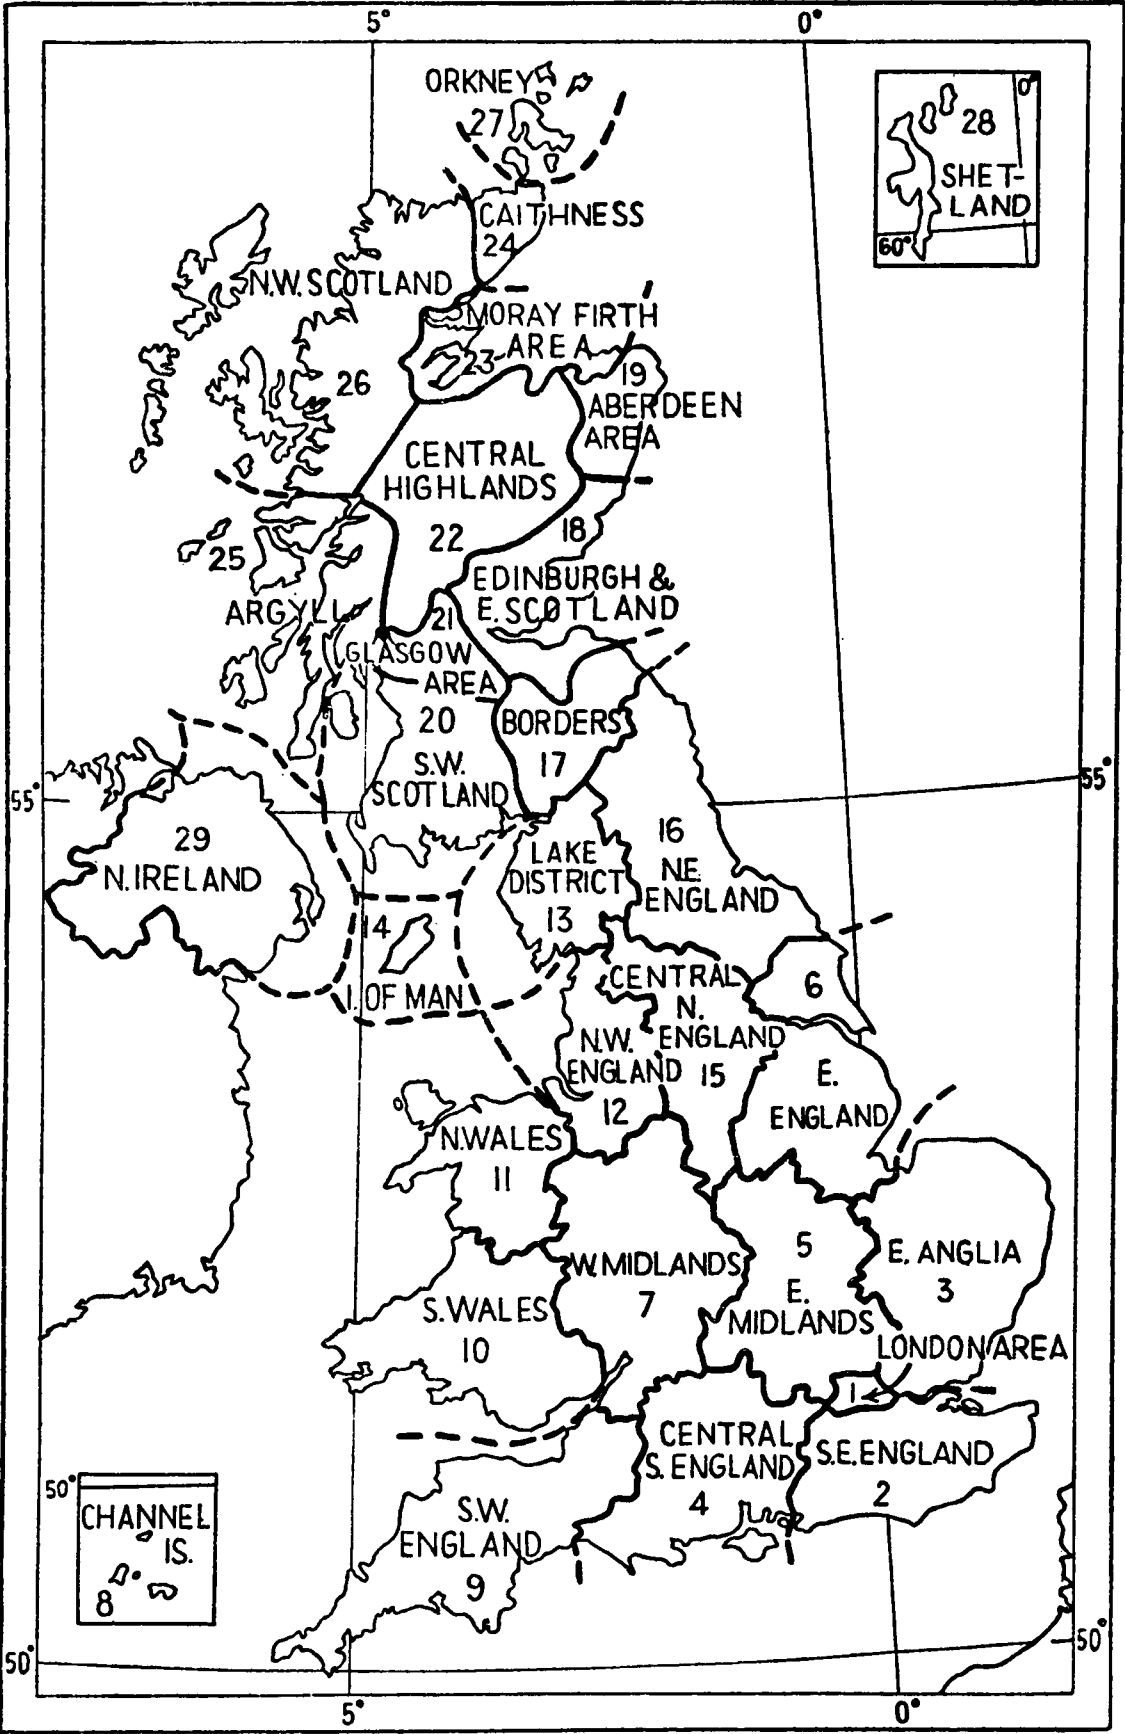 5°
0°
ORKNEY
27
0°
28
SHET-
LAND
60°
CAITHNESS
24
N.W. SCOTLAND
MORAY FIRTH
AREA
23
19
26
ABERDEEN
AREA
CENTRAL
HIGHLANDS
22
18
25
EDINBURGH &
E. SCOTLAND
ARGYLL
21
GLASGOW
AREA
20
BORDERS
17
S.W.
SCOTLAND
55°
55°
29
N. IRELAND
16
N.E.
ENGLAND
LAKE
DISTRICT
13
14
I. OF MAN
CENTRAL
N.
ENGLAND
15
6
N.W.
ENGLAND
12
E.
ENGLAND
N. WALES
11
W. MIDLANDS
7
5
E.
MIDLANDS
E. ANGLIA
3
S. WALES
10
LONDON AREA
1
CENTRAL
S. ENGLAND
4
S.E. ENGLAND
2
50°
CHANNEL
IS.
8
S.W.
ENGLAND
9
50°
50°
5°
0°